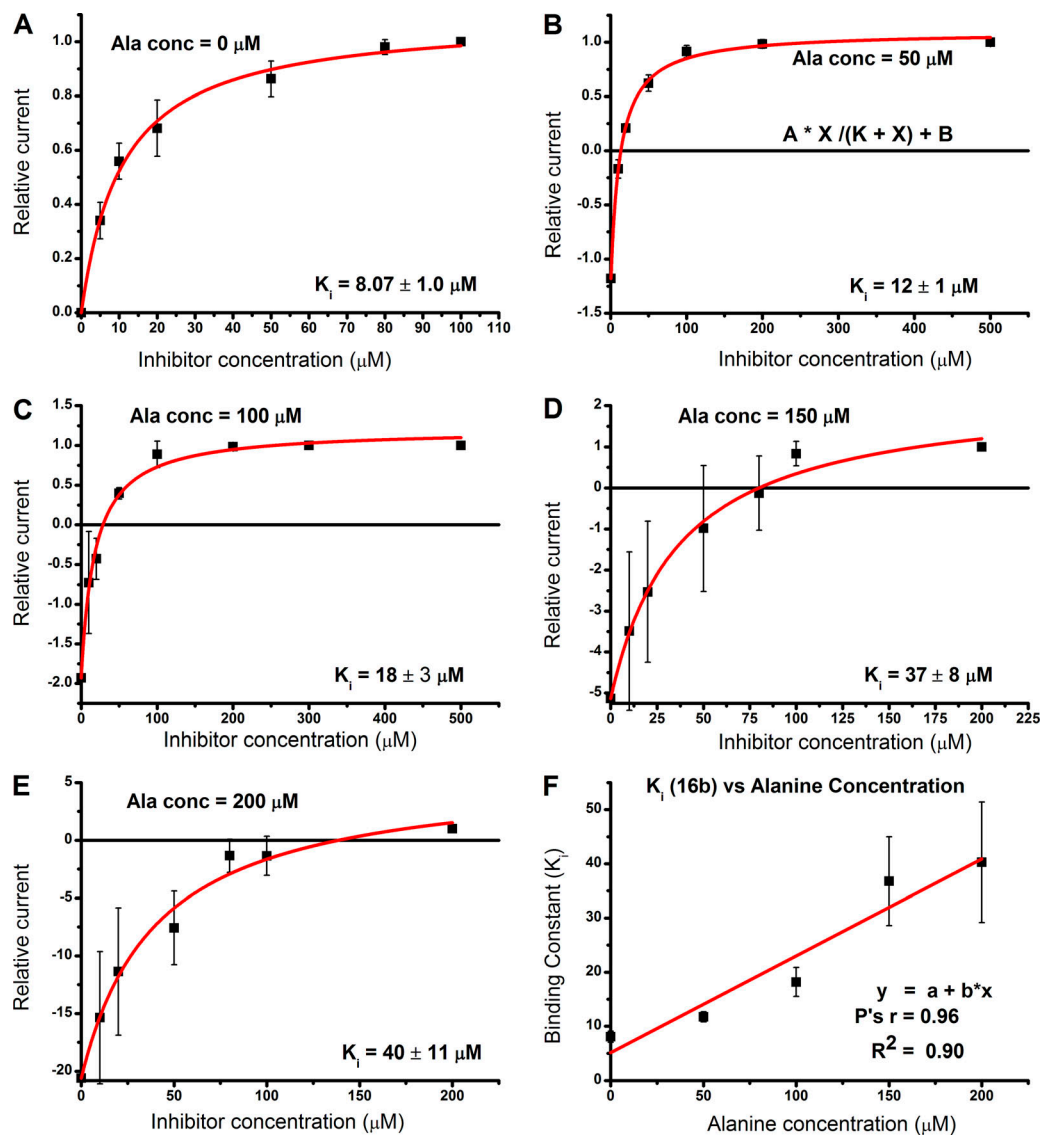 A
Ala conc = 0 μM
Relative current
1.0
0.8
0.6
0.4
0.2
0.0
K_i = 8.07 ± 1.0 μM
0 10 20 30 40 50 60 70 80 90 100 110
Inhibitor concentration (μM)
B
Ala conc = 50 μM
A * X /(K + X) + B
Relative current
1.0
0.5
0.0
-0.5
-1.0
-1.5
K_i = 12 ± 1 μM
0 100 200 300 400 500
Inhibitor concentration (μM)
C
Ala conc = 100 μM
Relative current
1.5
1.0
0.5
0.0
-0.5
-1.0
-1.5
-2.0
K_i = 18 ± 3 μM
0 100 200 300 400 500
Inhibitor concentration (μM)
D
Ala conc = 150 μM
Relative current
2
1
0
-1
-2
-3
-4
-5
K_i = 37 ± 8 μM
0 25 50 75 100 125 150 175 200 225
Inhibitor concentration (μM)
E
Ala conc = 200 μM
Relative current
5
0
-5
-10
-15
-20
K_i = 40 ± 11 μM
0 50 100 150 200
Inhibitor concentration (μM)
F
K_i (16b) vs Alanine Concentration
Binding Constant (K_i)
50
40
30
20
10
0
y = a + b*x
P's r = 0.96
R² = 0.90
0 50 100 150 200
Alanine concentration (μM)